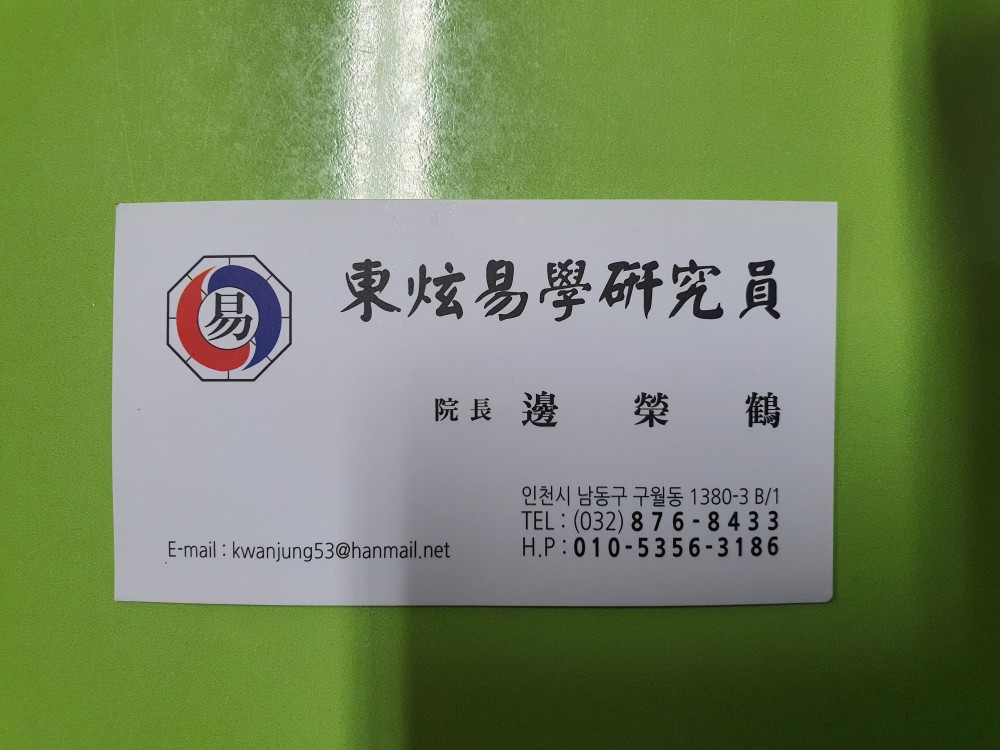 易
東炫易學硏究員
院長 邊榮鶴
인천시 남동구 구월동 1380-3 B/1
TEL : (032) 876-8433
H.P : 010-5356-3186
E-mail : kwanjung53@hanmail.net